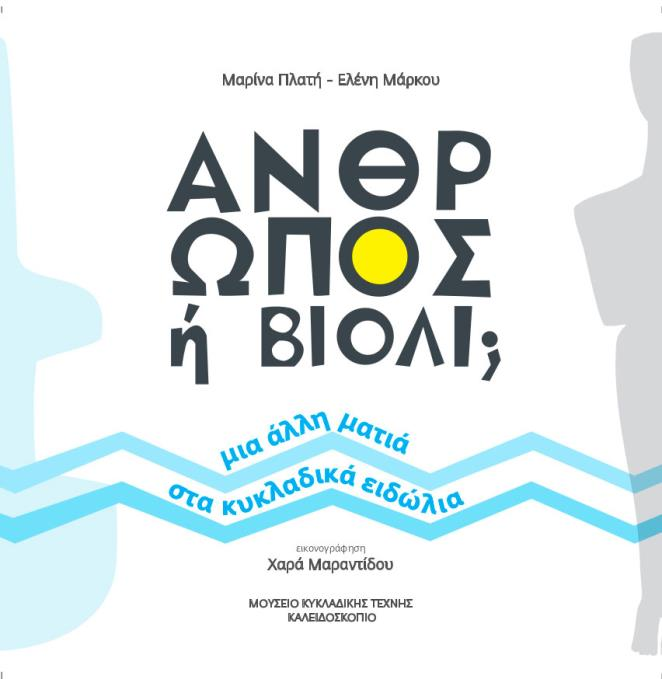 Μαρίνα Πλατή - Ελένη Μάρκου
ΑΝΘΡ
ΩΠΟΣ
ή ΒΙΟΛΙ;
μια άλλη ματιά
στα κυκλαδικά ειδώλια
εικονογράφηση
Χαρά Μαραντίδου
ΜΟΥΣΕΙΟ ΚΥΚΛΑΔΙΚΗΣ ΤΕΧΝΗΣ
ΚΑΛΕΙΔΟΣΚΟΠΙΟ